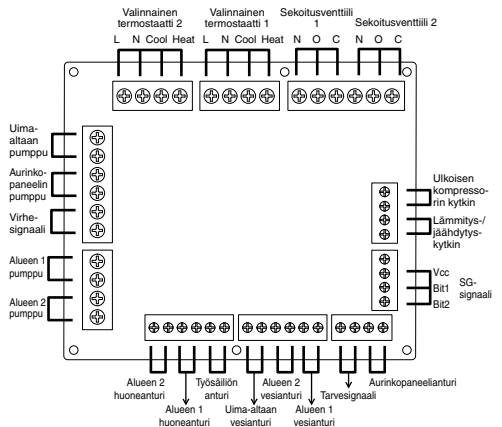 Valinnainen
termostaatti 2
Valinnainen
termostaatti 1
Sekoitusventtiili
1
Sekoitusventtiili 2
L N Cool Heat
L N Cool Heat
N O C
N O C
Uima-
altaan
pumppu
Aurinko-
paneelin
pumppu
Virhe-
signaali
Alueen 1
pumppu
Alueen 2
pumppu
Ulkoisen
kompresso-
rin kytkin
Lämmitys-/
jäähdytys-
kytkin
Vcc
Bit1
Bit2
SG-
signaali
Alueen 2
huoneanturi
Alueen 1
huoneanturi
Työsäiliön
anturi
Uima-altaan
vesianturi
Alueen 2
vesianturi
Alueen 1
vesianturi
Tarvesignaali
Aurinkopaneelianturi